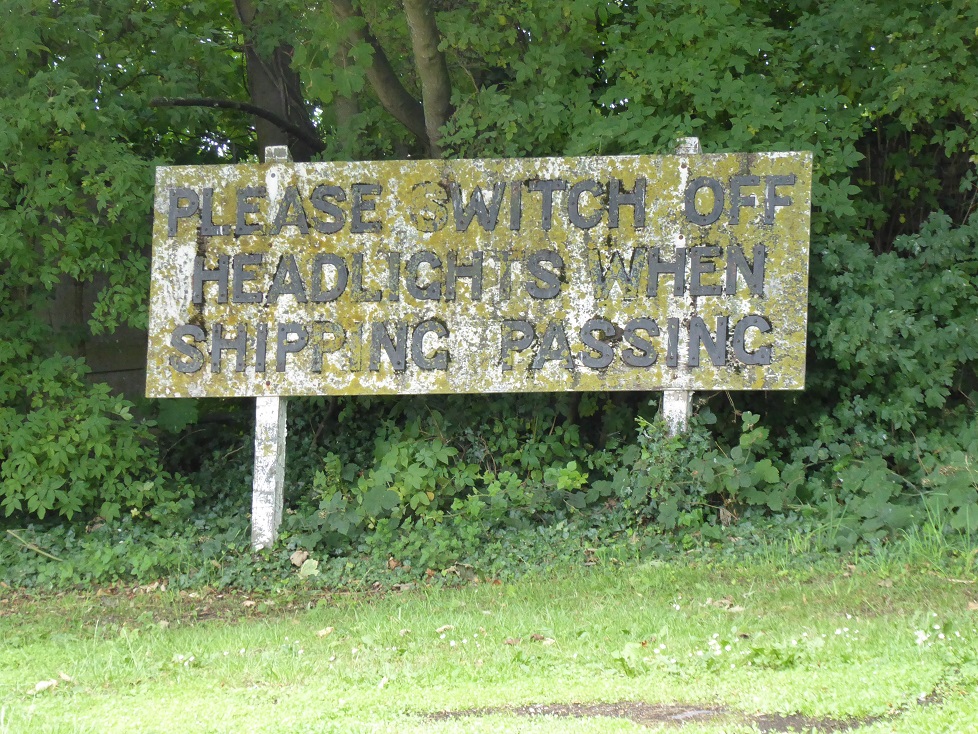 PLEASE SWITCH OFF
HEADLIGHTS WHEN
SHIPPING PASSING